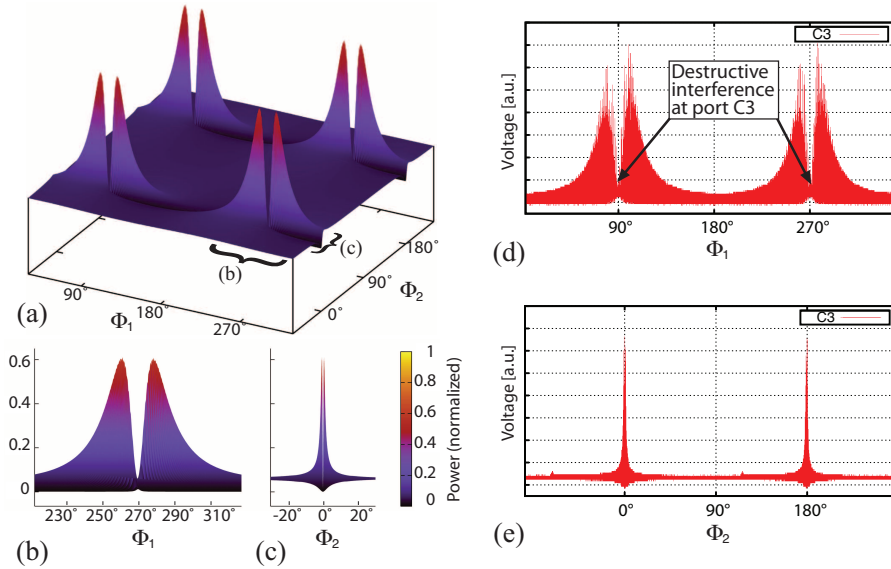 (a)
90˚
180˚
270˚
Φ1
0˚
90˚
180˚
Φ2
(b)
(c)
0.6
0.4
0.2
0
230˚ 250˚ 270˚ 290˚ 310˚
(b)
Φ1
-20˚ 0˚ 20˚
(c)
Φ2
1
0.8
0.6
0.4
0.2
0
Power (normalized)
C3
Destructive
interference
at port C3
Voltage [a.u.]
90˚ 180˚ 270˚
(d)
Φ1
C3
Voltage [a.u.]
0˚ 90˚ 180˚
(e)
Φ2